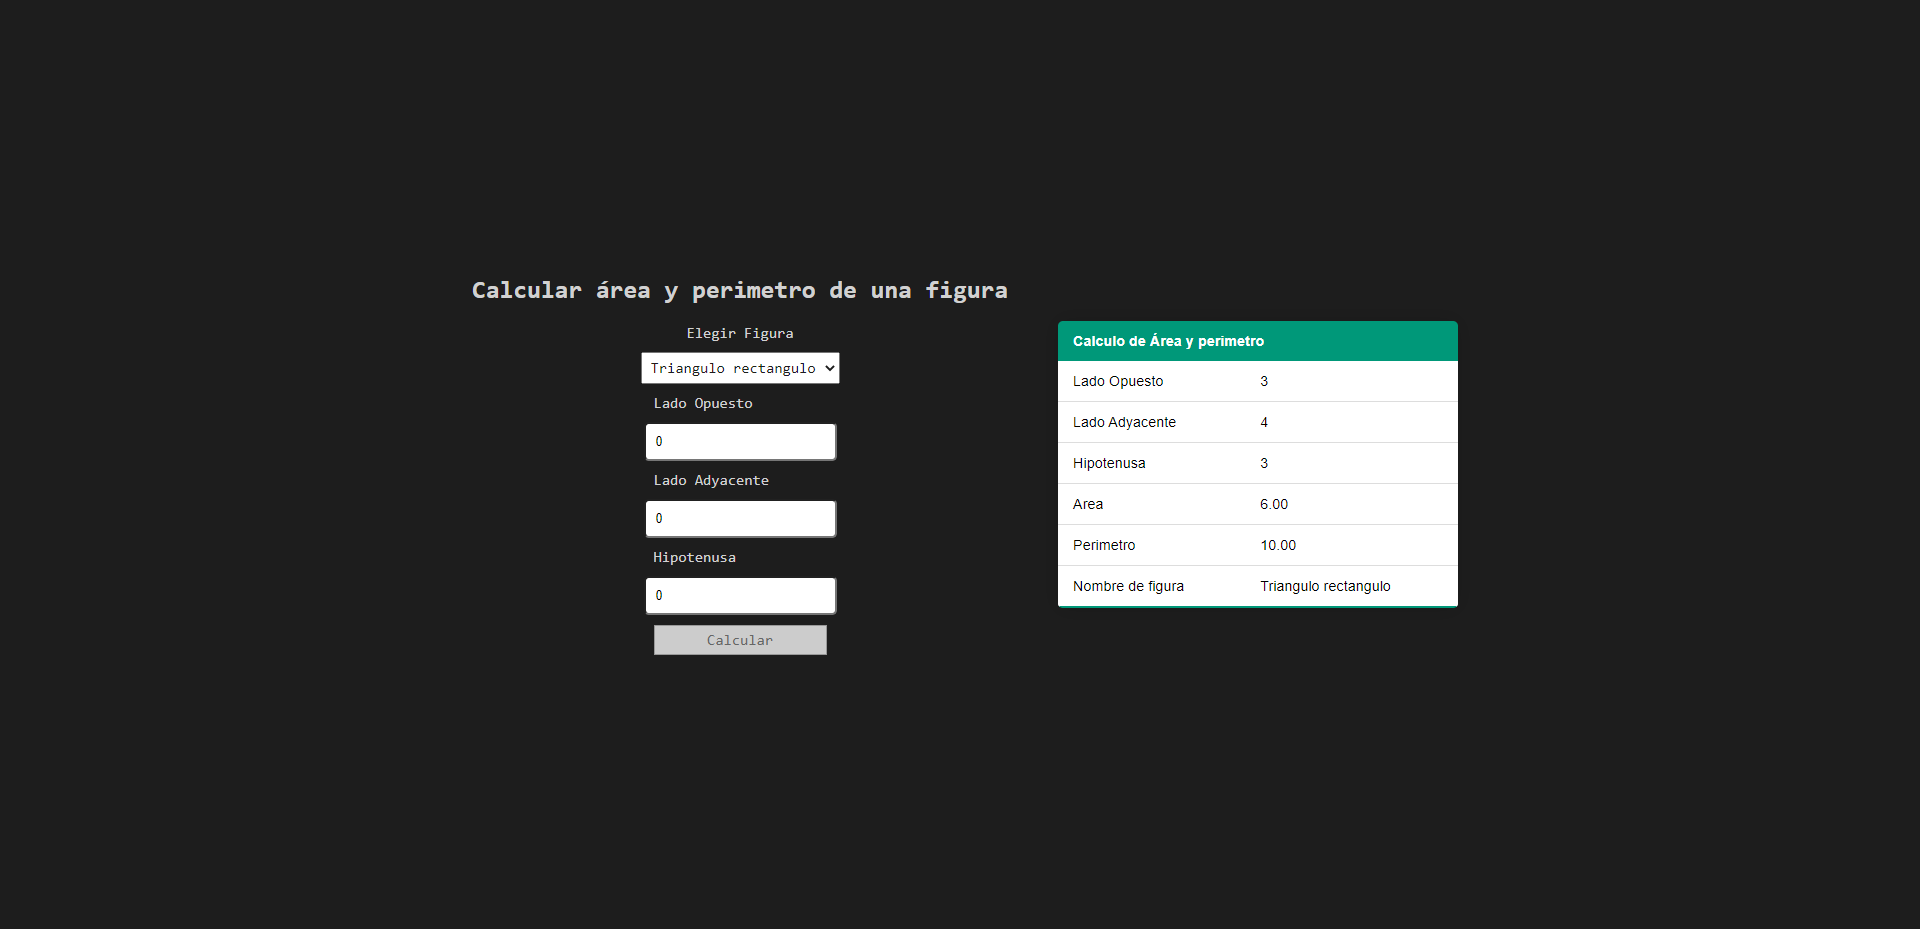 Calcular área y perimetro de una figura
Elegir Figura
Triangulo rectangulo
Lado Opuesto
0
Lado Adyacente
0
Hipotenusa
0
Calcular
Calculo de Área y perimetro
Lado Opuesto 3
Lado Adyacente 4
Hipotenusa 3
Area 6.00
Perimetro 10.00
Nombre de figura Triangulo rectangulo